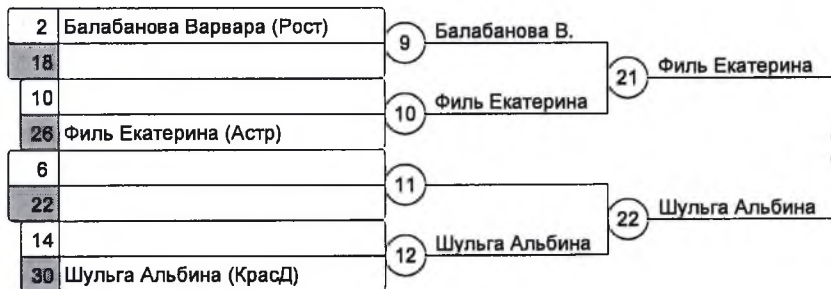 2 Балабанова Варвара (Рост)
18
9 Балабанова В.
21 Филь Екатерина
10
26 Филь Екатерина (Астр)
10 Филь Екатерина
6
22
11
22 Шульга Альбина
14
30 Шульга Альбина (КрасД)
12 Шульга Альбина